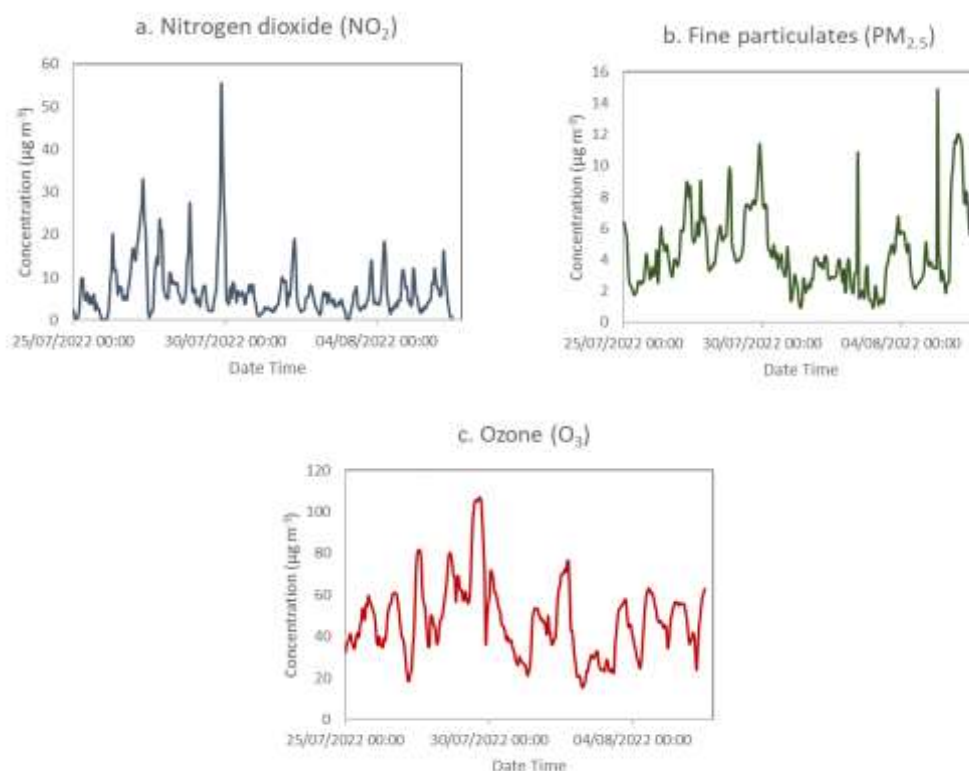 a. Nitrogen dioxide (NO₂)
60
50
40
30
20
10
0
Concentration (µg m⁻³)
25/07/2022 00:00 30/07/2022 00:00 04/08/2022 00:00
Date Time
b. Fine particulates (PM₂.₅)
16
14
12
10
8
6
4
2
0
Concentration (µg m⁻³)
25/07/2022 00:00 30/07/2022 00:00 04/08/2022 00:00
Date Time
c. Ozone (O₃)
120
100
80
60
40
20
0
Concentration (µg m⁻³)
25/07/2022 00:00 30/07/2022 00:00 04/08/2022 00:00
Date Time